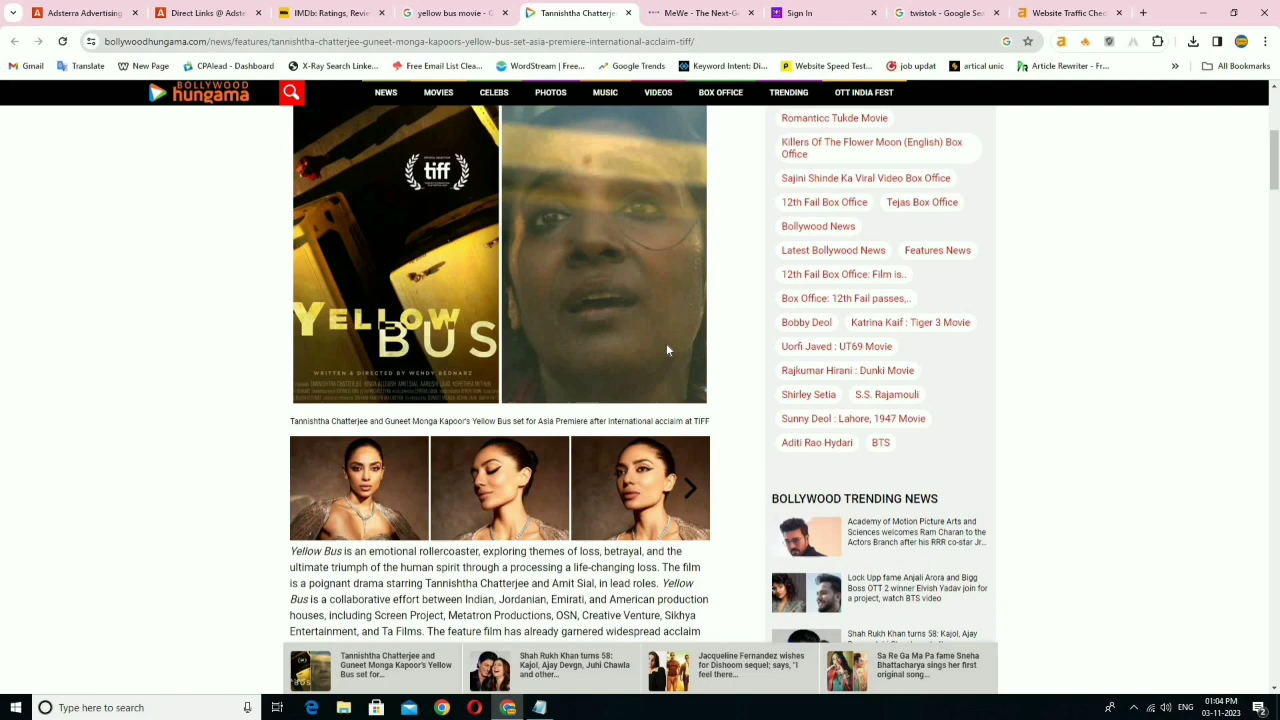 Adsterra Advertising, Re
Adsterra Direct Links -
IMDb Ratings, Reviews
Yellow Bus - Google Se
Tannishtha Chatterje
MeWe New Tab
earn yt - Google Search
Website Traffic Che
bollywoodhungama.com/news/features/tannishtha-chatterjee-guneet-monga-kapoors-yellow-bus-set-asia-premiere-international-acclaim-tiff/
Gmail
Translate
New Page
CPAlead - Dashboard
X-Ray Search Linke...
Free Email List Clea...
WordStream | Free...
Google Trends
Keyword Intent: Di...
Website Speed Test...
job updt
artical unic
Article Rewriter - Fr...
»
All Bookmarks
BOLLYWOOD
hungama
NEWS
MOVIES
CELEBS
PHOTOS
MUSIC
VIDEOS
BOX OFFICE
TRENDING
OTT INDIA FEST
tiff
YELLOW
BUS
WRITTEN & DIRECTED BY WENDY BEDNARZ
Tannishtha Chatterjee and Guneet Monga Kapoor's Yellow Bus set for Asia Premiere after International acclaim at TIFF
Yellow Bus is an emotional rollercoaster, exploring themes of loss, betrayal, and the
ultimate triumph of the human spirit through a processing a life-changing loss. The film
is a poignant drama starring Tannishtha Chatterjee and Amit Sial, in lead roles. Yellow
Bus is a collaborative effort between Indian, Jordanian, Emirati, and American production
houses, including Screen Project, Metatron Productions, OSN, Creative Venture, Sikhya
Entertainment, and Ta Films. The feature film has already garnered widespread acclaim
Romanticc Tukde Movie
Killers Of The Flower Moon (English) Box
Office
Sajini Shinde Ka Viral Video Box Office
12th Fail Box Office
Tejas Box Office
Bollywood News
Latest Bollywood News
Features News
12th Fail Box Office: Film is..
Box Office: 12th Fail passes,..
Bobby Deol
Katrina Kaif : Tiger 3 Movie
Uorfi Javed : UT69 Movie
Rajkumar Hirani : Dunki Movie
Shirley Setia
S.S. Rajamouli
Sunny Deol : Lahore, 1947 Movie
Aditi Rao Hydari
BTS
BOLLYWOOD TRENDING NEWS
Academy of Motion Picture Arts and
Sciences welcomes Ram Charan to the
Actors Branch after his RRR co-star Jr...
Lock Upp fame Anjali Arora and Bigg
Boss OTT 2 winner Elvish Yadav join for
a project, watch BTS video
Shah Rukh Khan turns 58: Kajol, Ajay
Tannishtha Chatterjee and
Guneet Monga Kapoor's Yellow
Bus set for...
Shah Rukh Khan turns 58:
Kajol, Ajay Devgn, Juhi Chawla
and other...
Jacqueline Fernandez wishes
for Dishoom sequel; says, "I
feel there...
Sa Re Ga Ma Pa fame Sneha
Bhattacharya sings her first
original song...
Type here to search
ENG
01:04 PM
03-11-2023
2